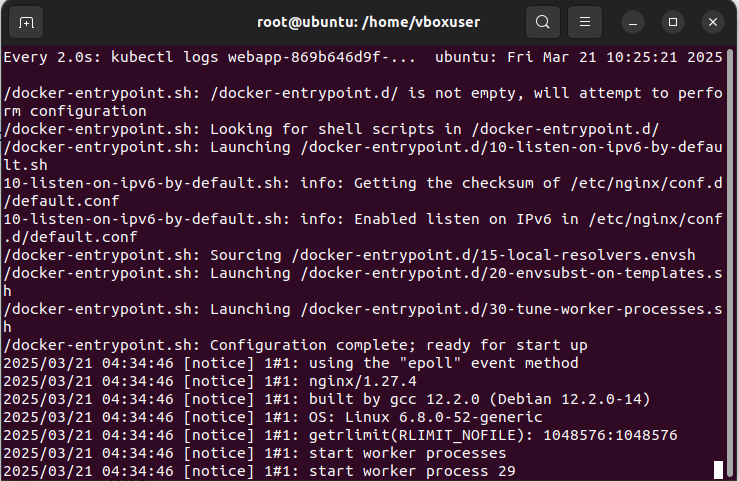 root@ubuntu: /home/vboxuser
Every 2.0s: kubectl logs webapp-869b646d9f-...  ubuntu: Fri Mar 21 10:25:21 2025
/docker-entrypoint.sh: /docker-entrypoint.d/ is not empty, will attempt to perfo
rm configuration
/docker-entrypoint.sh: Looking for shell scripts in /docker-entrypoint.d/
/docker-entrypoint.sh: Launching /docker-entrypoint.d/10-listen-on-ipv6-by-defau
lt.sh
10-listen-on-ipv6-by-default.sh: info: Getting the checksum of /etc/nginx/conf.d
/default.conf
10-listen-on-ipv6-by-default.sh: info: Enabled listen on IPv6 in /etc/nginx/conf
.d/default.conf
/docker-entrypoint.sh: Sourcing /docker-entrypoint.d/15-local-resolvers.envsh
/docker-entrypoint.sh: Launching /docker-entrypoint.d/20-envsubst-on-templates.s
h
/docker-entrypoint.sh: Launching /docker-entrypoint.d/30-tune-worker-processes.s
h
/docker-entrypoint.sh: Configuration complete; ready for start up
2025/03/21 04:34:46 [notice] 1#1: using the "epoll" event method
2025/03/21 04:34:46 [notice] 1#1: nginx/1.27.4
2025/03/21 04:34:46 [notice] 1#1: built by gcc 12.2.0 (Debian 12.2.0-14)
2025/03/21 04:34:46 [notice] 1#1: OS: Linux 6.8.0-52-generic
2025/03/21 04:34:46 [notice] 1#1: getrlimit(RLIMIT_NOFILE): 1048576:1048576
2025/03/21 04:34:46 [notice] 1#1: start worker processes
2025/03/21 04:34:46 [notice] 1#1: start worker process 29